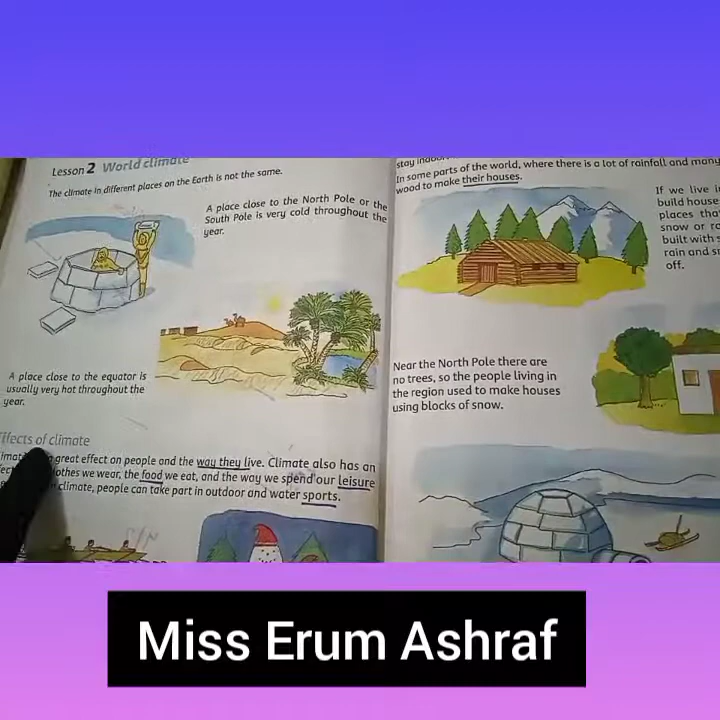 Lesson 2 World climate
The climate in different places on the Earth is not the same.
A place close to the North Pole or the
South Pole is very cold throughout the
year.
A place close to the equator is
usually very hot throughout the
year.
Effects of climate
great effect on people and the way they live. Climate also has an
clothes we wear, the food we eat, and the way we spend our leisure
climate, people can take part in outdoor and water sports.
stay
In some parts of the world, where there is a lot of rainfall and many
wood to make their houses.
If we live
build house
places
snow or
built with
rain and
off.
Near the North Pole there are
no trees, so the people living in
the region used to make houses
using blocks of snow.
Miss Erum Ashraf